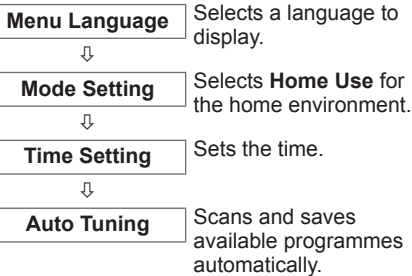 Menu Language
Selects a language to
display.
⇩
Mode Setting
Selects Home Use for
the home environment.
⇩
Time Setting
Sets the time.
⇩
Auto Tuning
Scans and saves
available programmes
automatically.